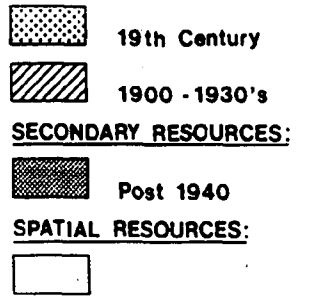 19th Century
1900 - 1930's
SECONDARY RESOURCES:
Post 1940
SPATIAL RESOURCES: